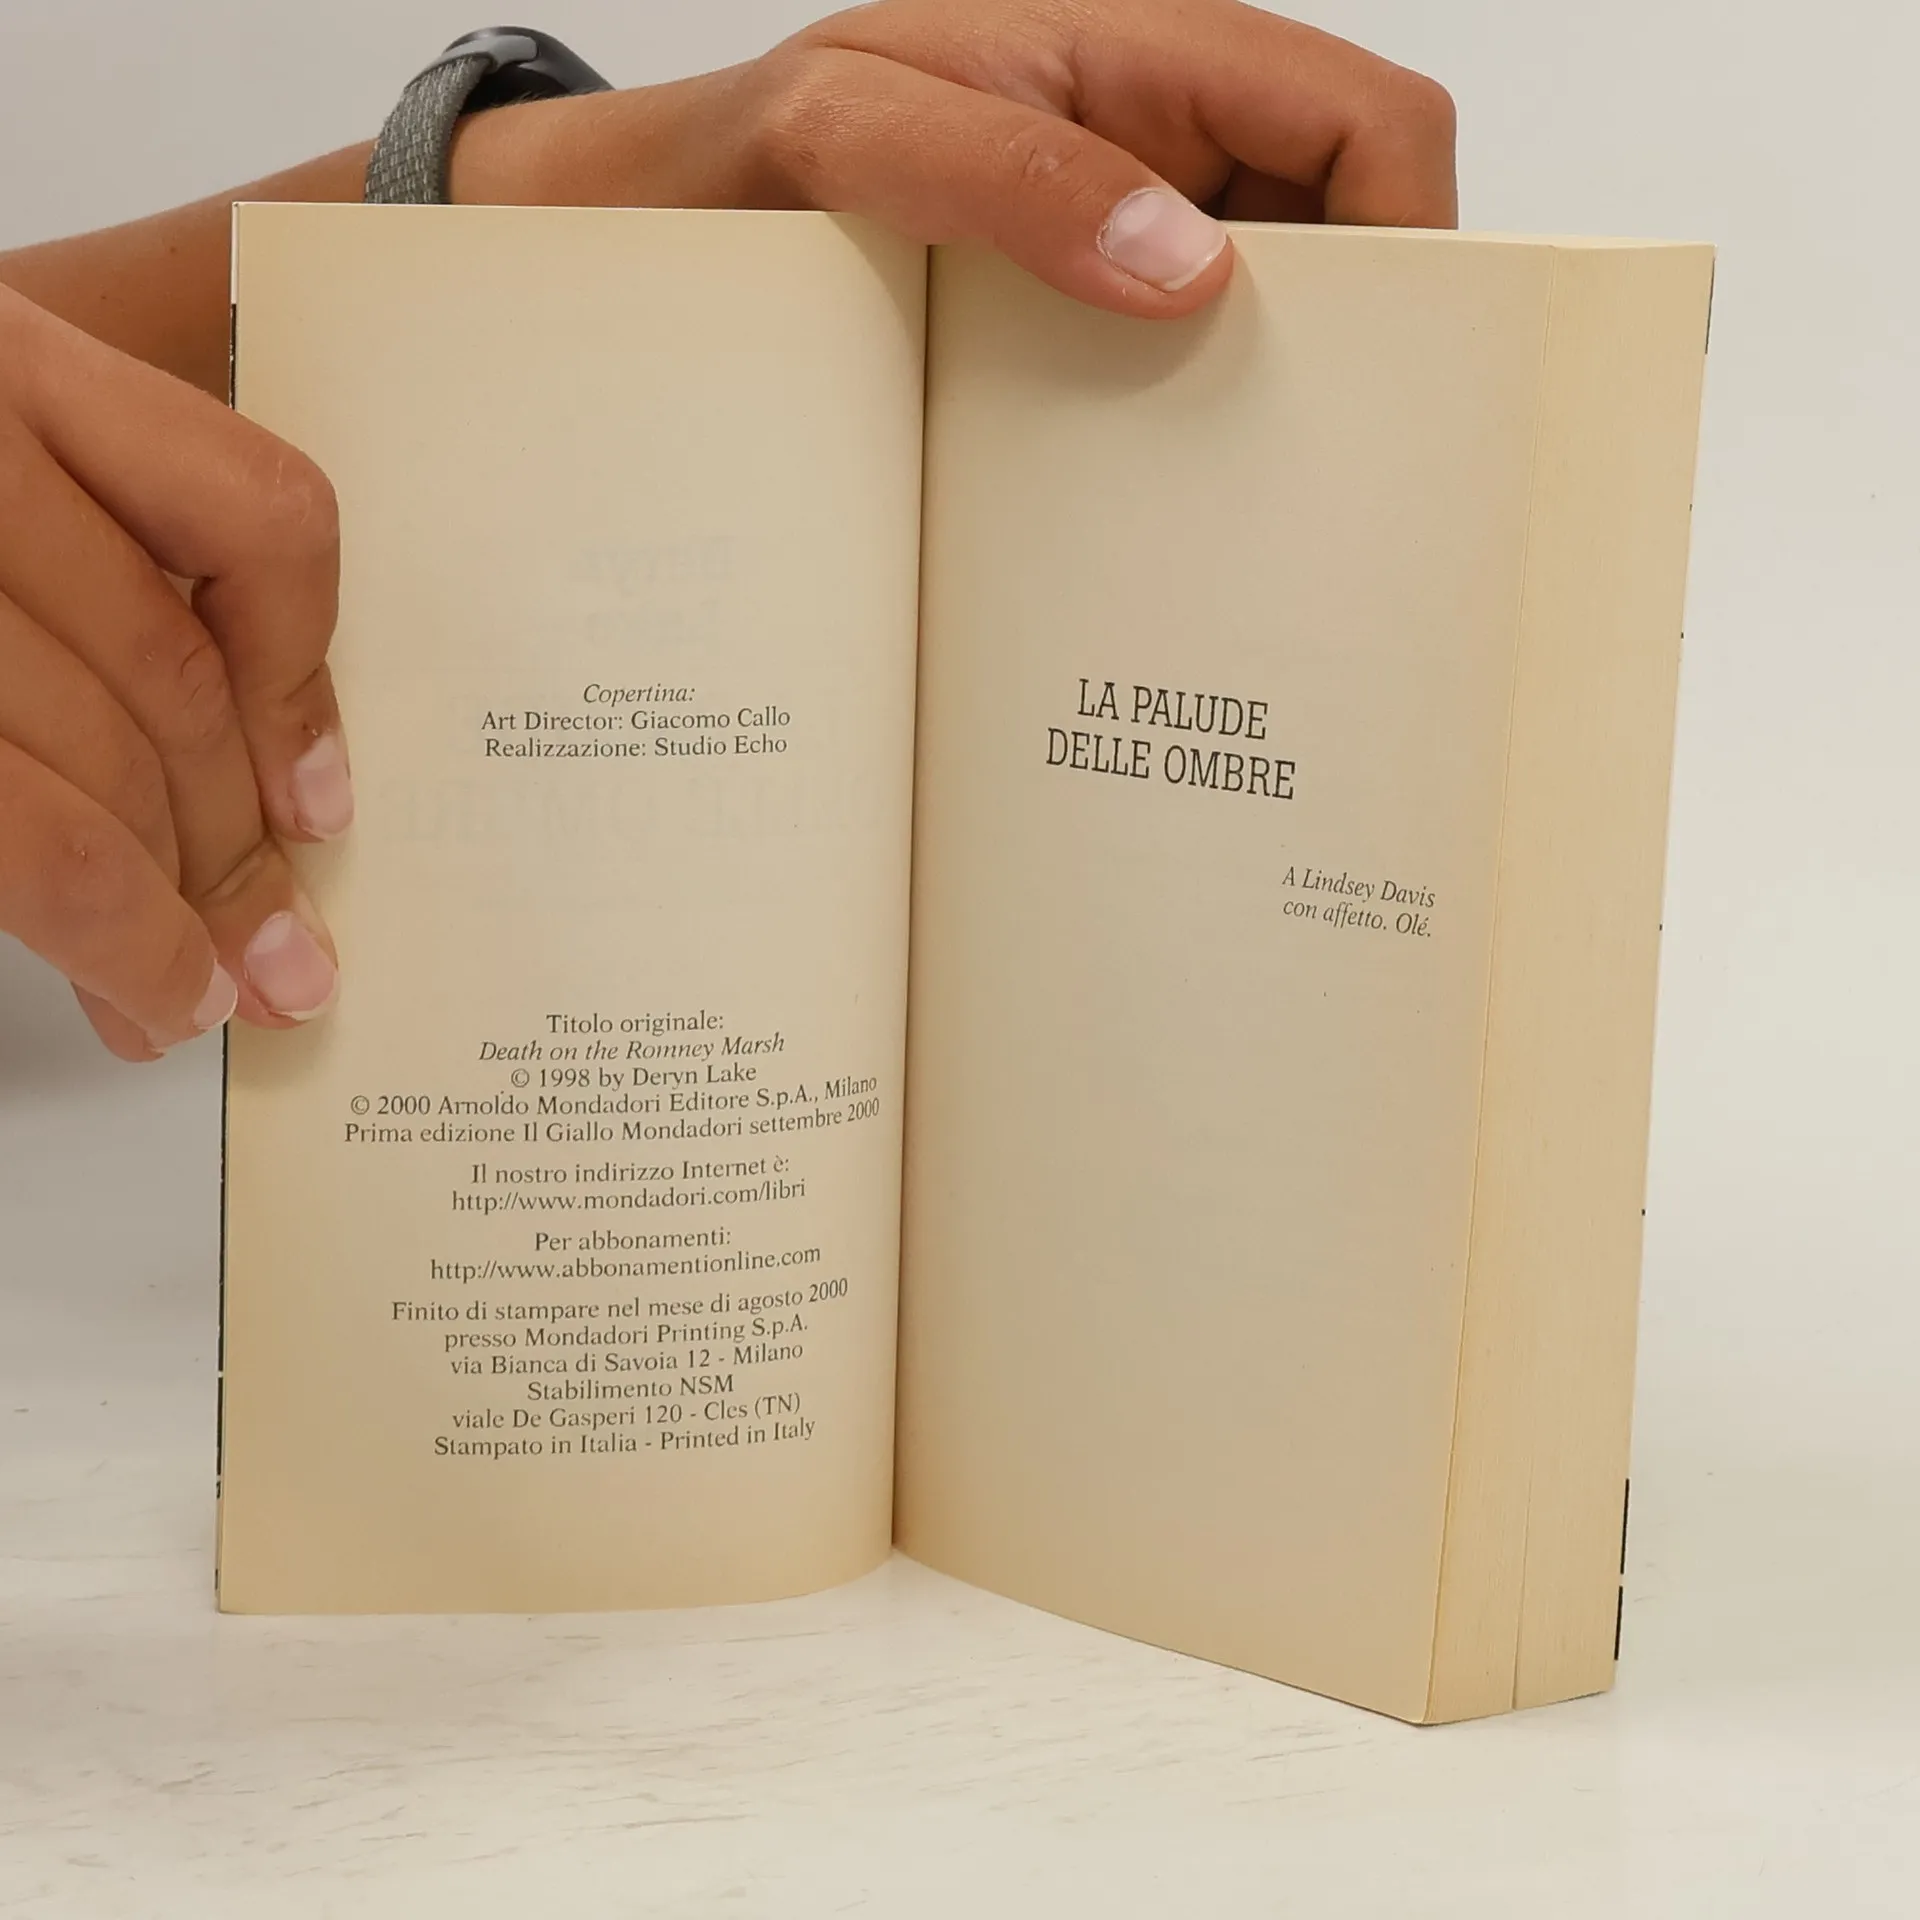 Copertina:
Art Director: Giacomo Callo
Realizzazione: Studio Echo
Titolo originale:
Death on the Romney Marsh
© 1998 by Deryn Lake
© 2000 Arnoldo Mondadori Editore S.p.A., Milano
Prima edizione Il Giallo Mondadori settembre 2000
Il nostro indirizzo Internet è:
http://www.mondadori.com/libri
Per abbonamenti:
http://www.abbonamentionline.com
Finito di stampare nel mese di agosto 2000
presso Mondadori Printing S.p.A.
via Bianca di Savoia 12 - Milano
Stabilimento NSM
viale De Gasperi 120 - Cles (TN)
Stampato in Italia - Printed in Italy
LA PALUDE
DELLE OMBRE
A Lindsey Davis
con affetto. Olé.